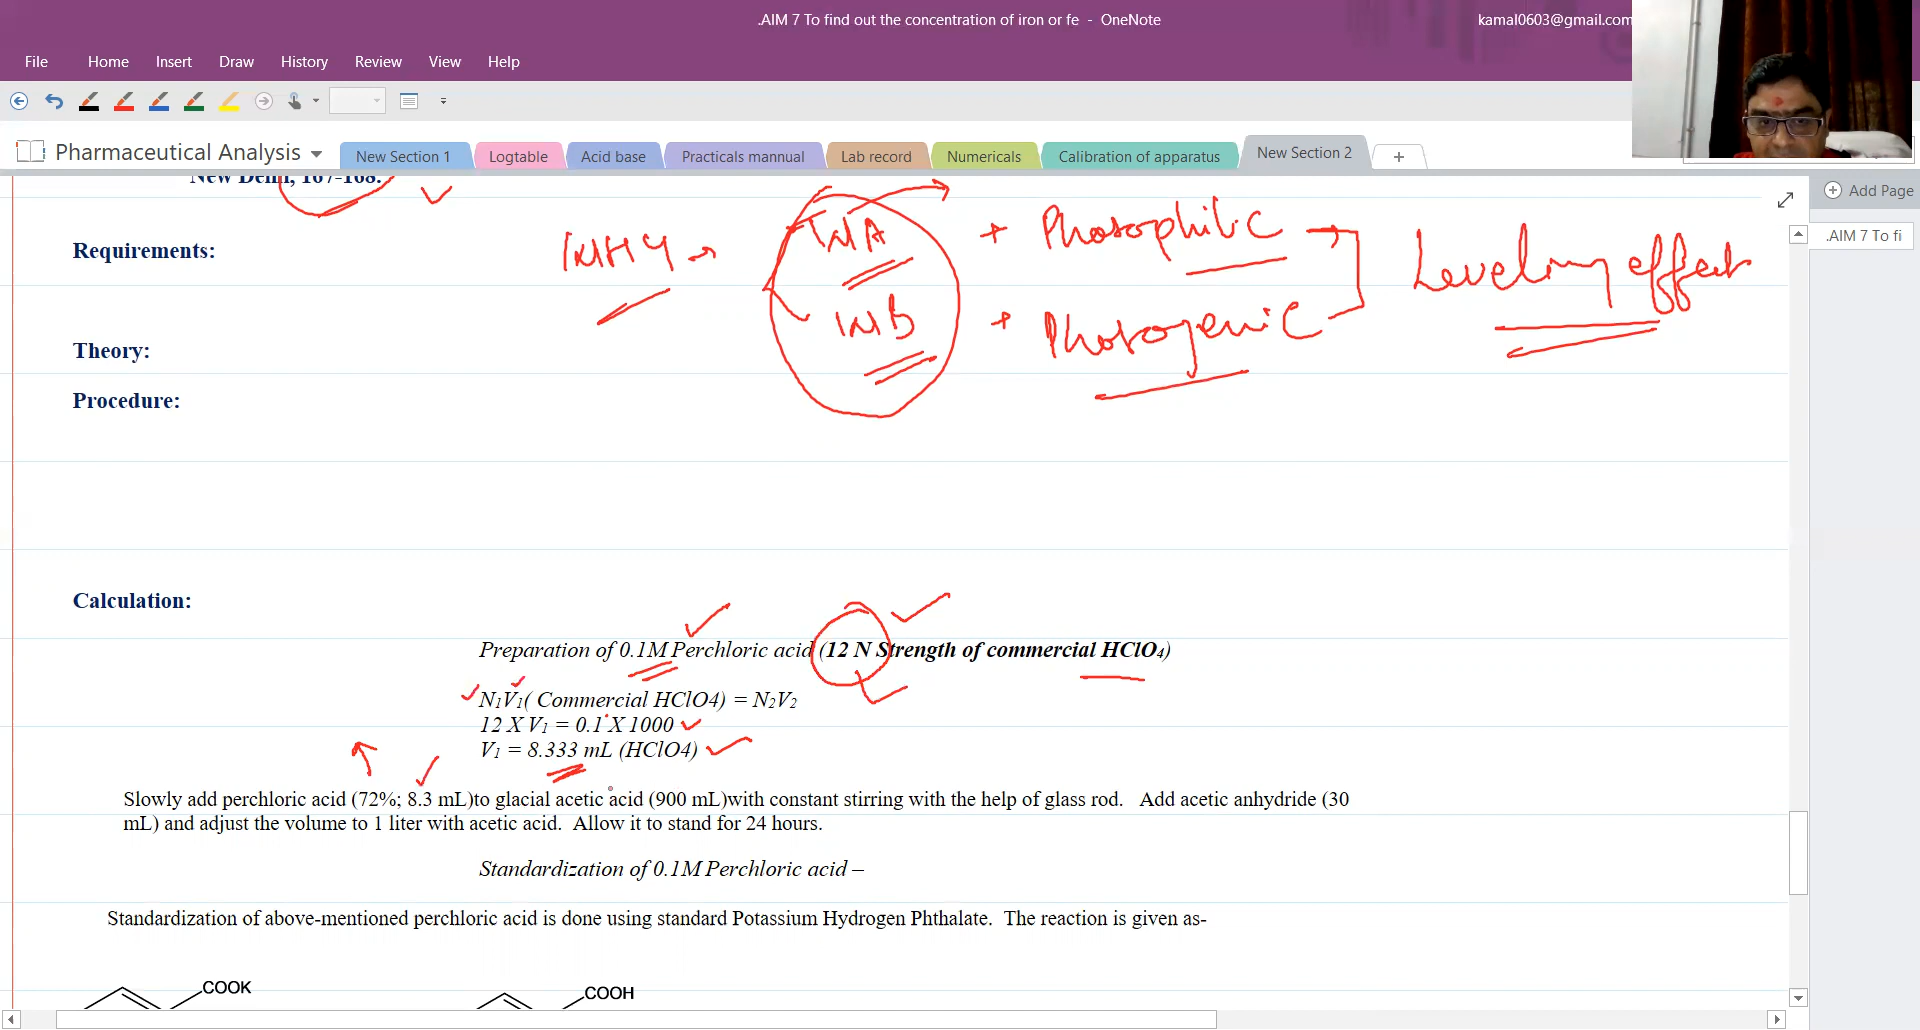 .AIM 7 To find out the concentration of iron or fe - OneNote
kamal0603@gmail.com
File Home Insert Draw History Review View Help
Pharmaceutical Analysis
New Section 1 Logtable Acid base Practicals mannual Lab record Numericals Calibration of apparatus New Section 2 +
Add Page
.AIM 7 To fi
New Delhi, 167-168.
Requirements:
+ Photophilic
Leveling effect
+ Photogenic
Theory:
Procedure:
Calculation:
Preparation of 0.1M Perchloric acid (12 N Strength of commercial HClO4)
N1V1( Commercial HClO4) = N2V2
12 X V1 = 0.1 X 1000
V1 = 8.333 mL (HClO4)
Slowly add perchloric acid (72%; 8.3 mL)to glacial acetic acid (900 mL)with constant stirring with the help of glass rod. Add acetic anhydride (30
mL) and adjust the volume to 1 liter with acetic acid. Allow it to stand for 24 hours.
Standardization of 0.1M Perchloric acid –
Standardization of above-mentioned perchloric acid is done using standard Potassium Hydrogen Phthalate. The reaction is given as-
COOK
COOH